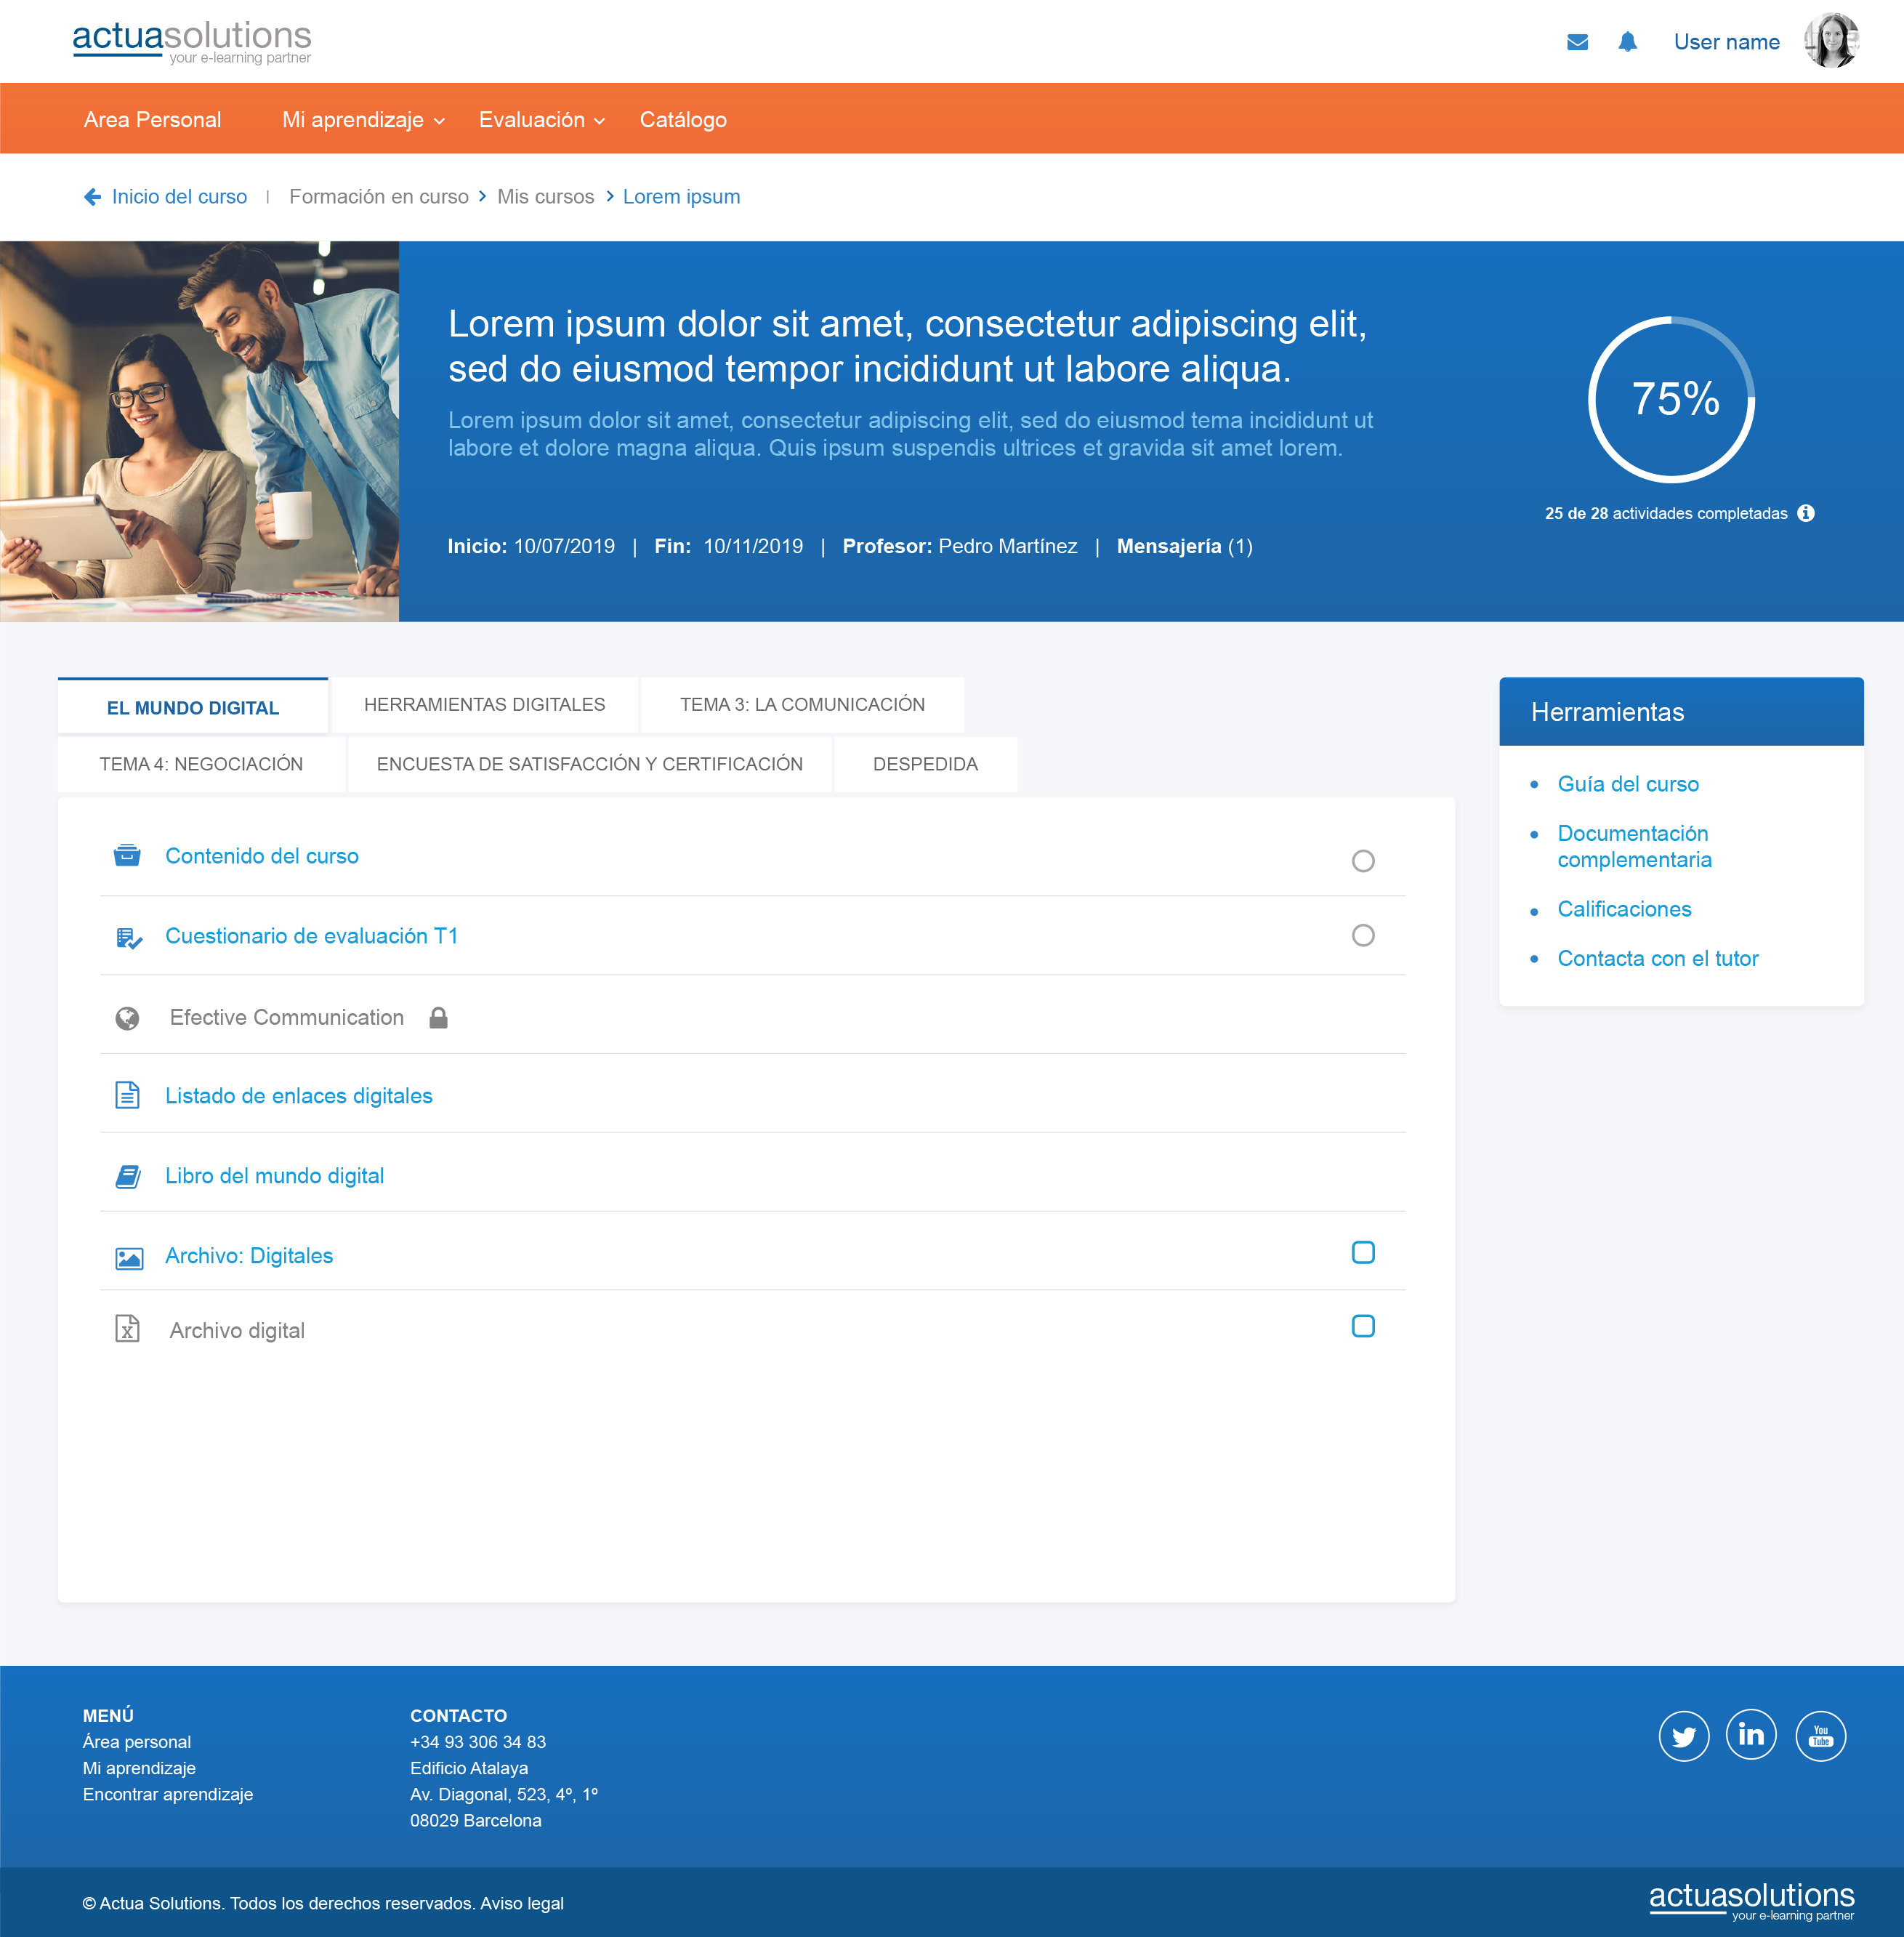 actuasolutions
your e-learning partner
User name
Area Personal
Mi aprendizaje
Evaluación
Catálogo
Inicio del curso | Formación en curso > Mis cursos > Lorem ipsum
Lorem ipsum dolor sit amet, consectetur adipiscing elit,
sed do eiusmod tempor incididunt ut labore aliqua.
Lorem ipsum dolor sit amet, consectetur adipiscing elit, sed do eiusmod tema incididunt ut
labore et dolore magna aliqua. Quis ipsum suspendis ultrices et gravida sit amet lorem.
Inicio: 10/07/2019 | Fin: 10/11/2019 | Profesor: Pedro Martínez | Mensajería (1)
75%
25 de 28 actividades completadas
EL MUNDO DIGITAL
HERRAMIENTAS DIGITALES
TEMA 3: LA COMUNICACIÓN
TEMA 4: NEGOCIACIÓN
ENCUESTA DE SATISFACCIÓN Y CERTIFICACIÓN
DESPEDIDA
Contenido del curso
Cuestionario de evaluación T1
Efective Communication
Listado de enlaces digitales
Libro del mundo digital
Archivo: Digitales
Archivo digital
Herramientas
Guía del curso
Documentación
complementaria
Calificaciones
Contacta con el tutor
MENÚ
Área personal
Mi aprendizaje
Encontrar aprendizaje
CONTACTO
+34 93 306 34 83
Edificio Atalaya
Av. Diagonal, 523, 4º, 1º
08029 Barcelona
in
You
Tube
© Actua Solutions. Todos los derechos reservados. Aviso legal
actuasolutions
your e-learning partner